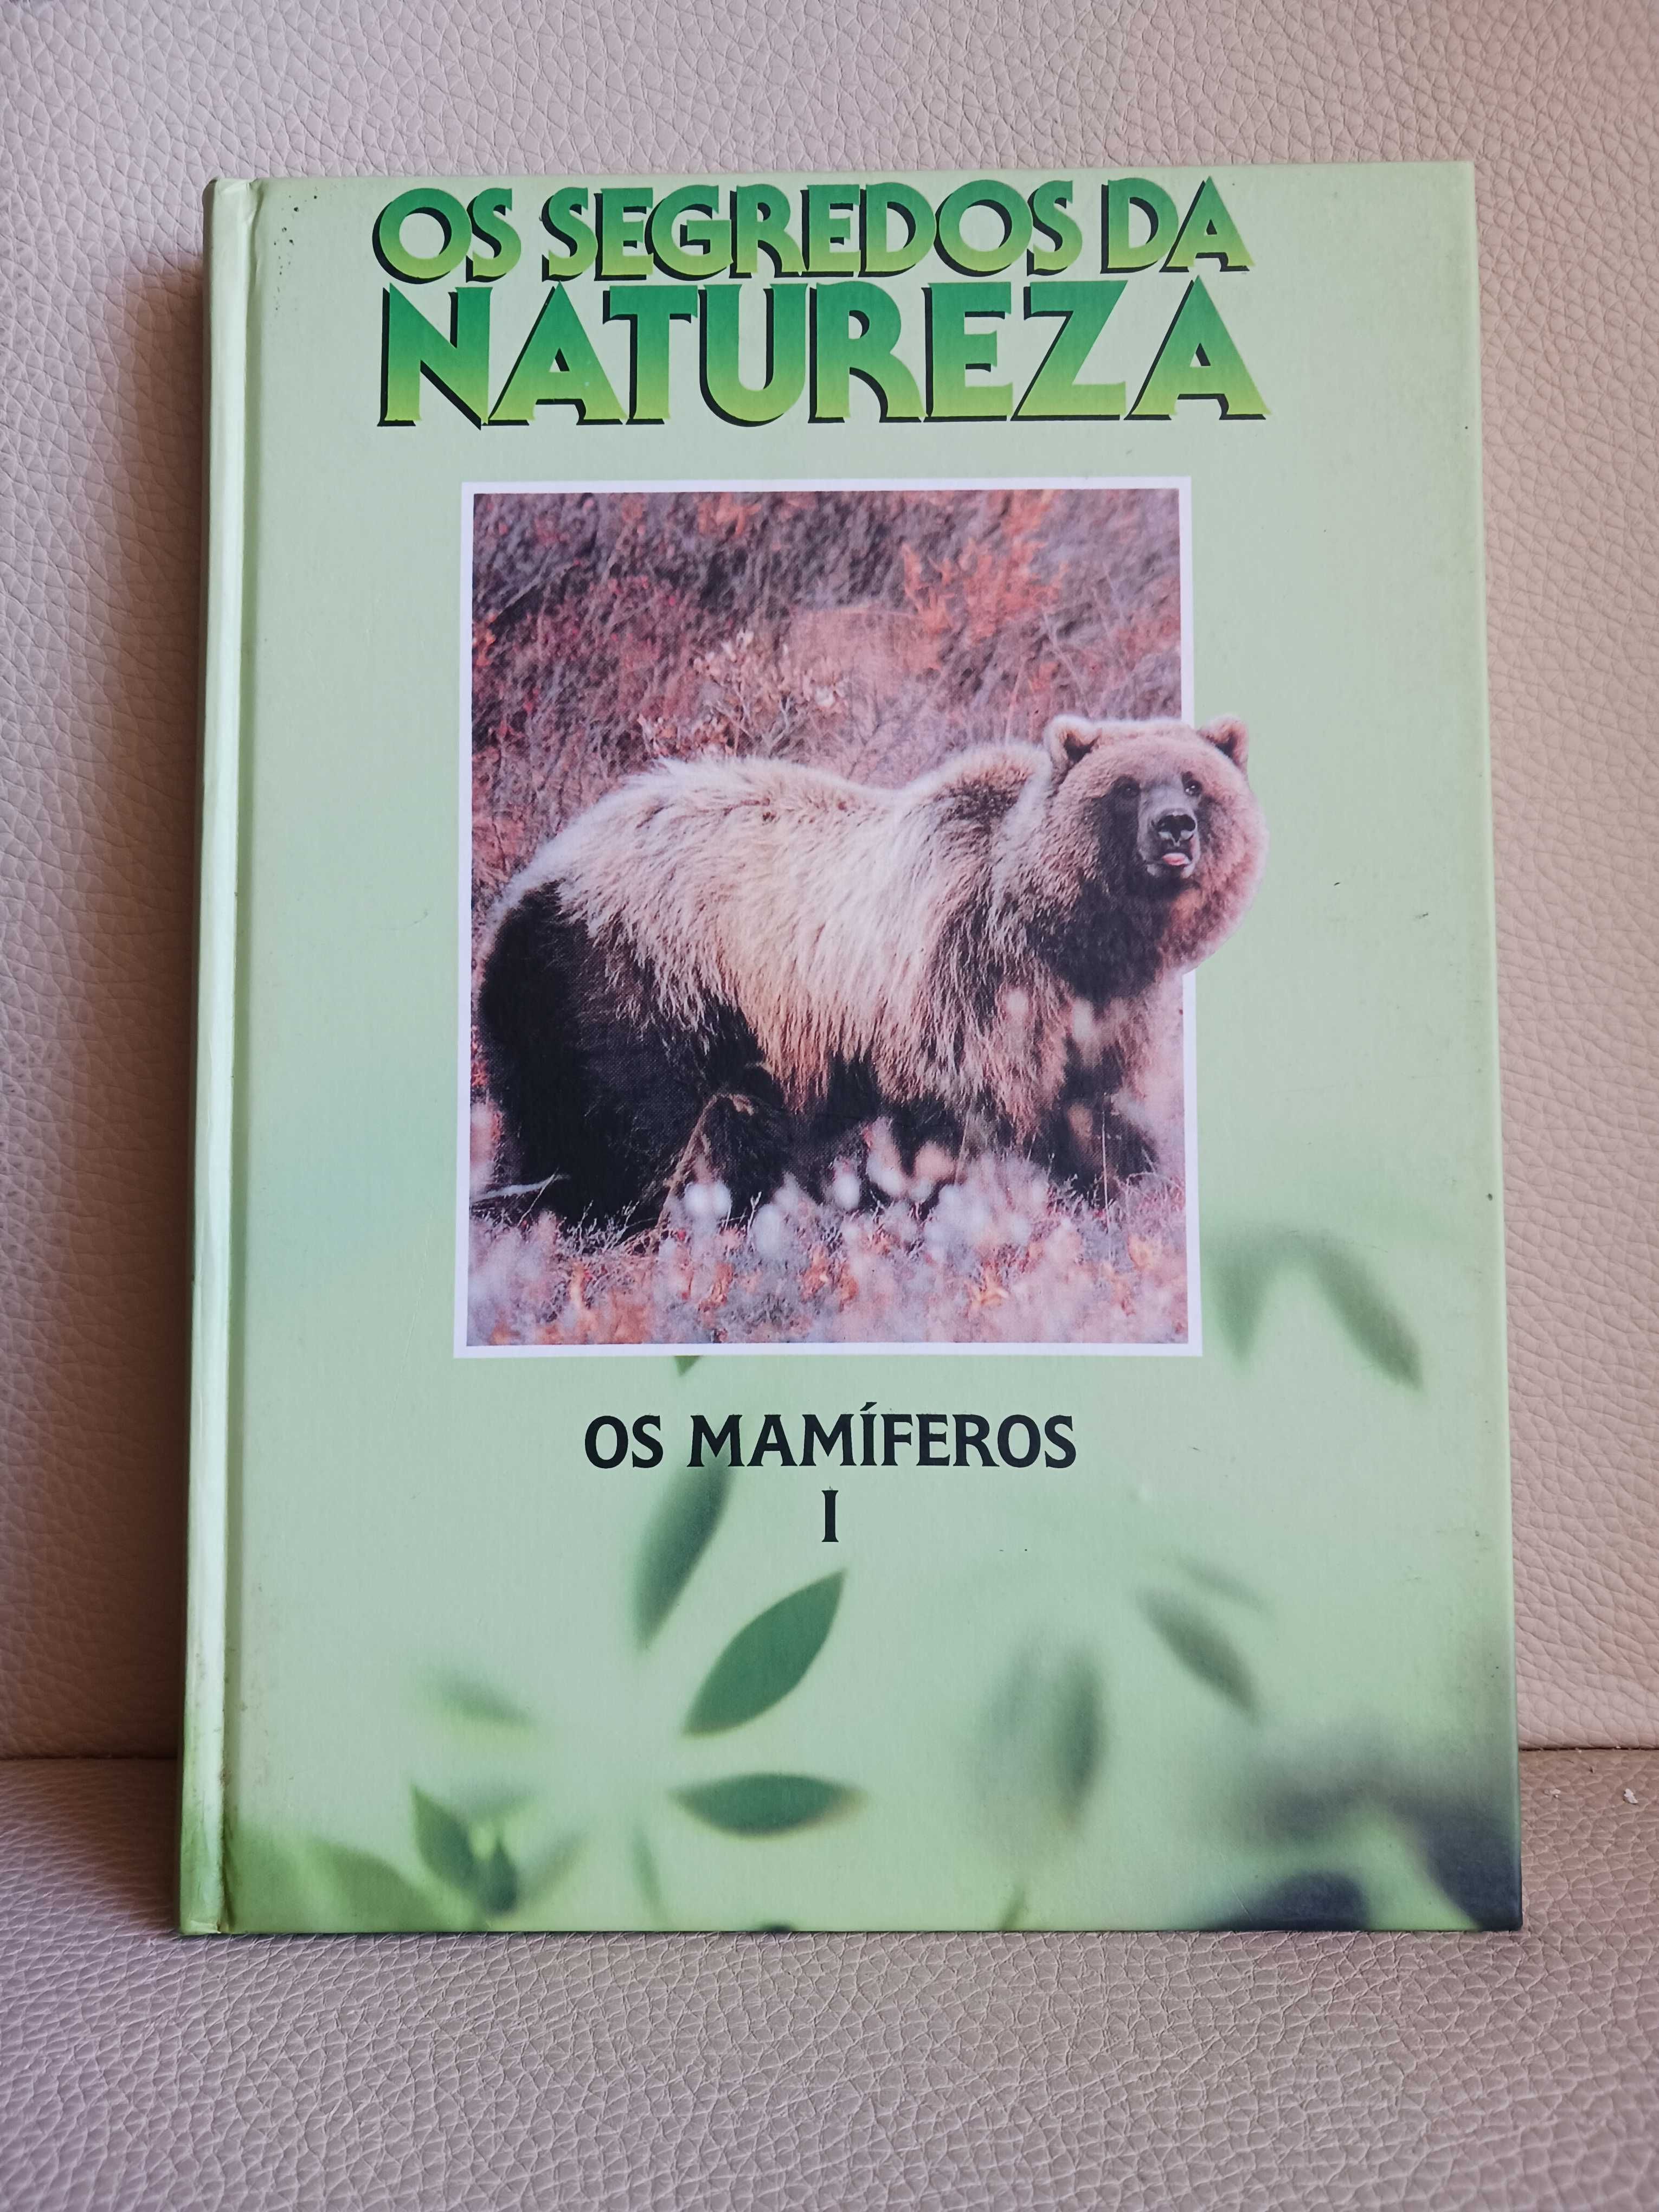 OS SEGREDOS DA
NATUREZA
OS MAMÍFEROS
I